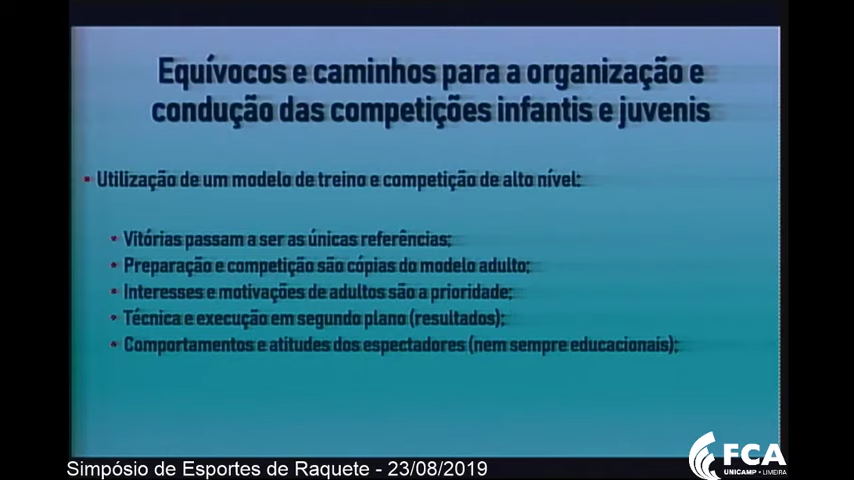 Equívocos e caminhos para a organização e
condução das competições infantis e juvenis
• Utilização de um modelo de treino e competição de alto nível:
• Vitórias passam a ser as únicas referências;
• Preparação e competição são cópias do modelo adulto;
• Interesses e motivações de adultos são a prioridade;
• Técnica e execução em segundo plano (resultados);
• Comportamentos e atitudes dos espectadores (nem sempre educacionais);
Simpósio de Esportes de Raquete - 23/08/2019
FCA
UNICAMP • LIMEIRA